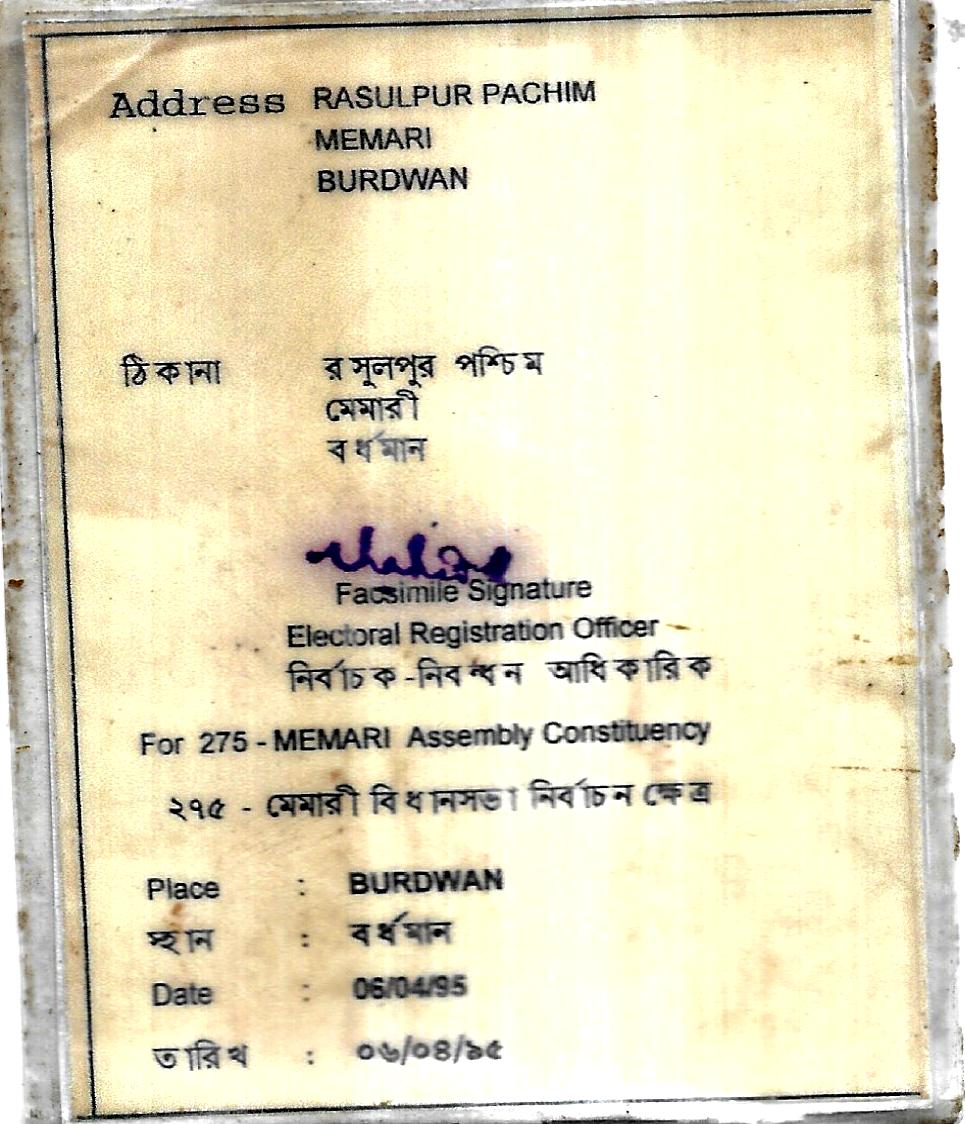 Address RASULPUR PACHIM
MEMARI
BURDWAN
ঠিকানা রসুলপুর পশ্চিম
মেমারী
বর্ধমান
Facsimile Signature
Electoral Registration Officer
নির্বাচক-নিবন্ধন আধিকারিক
For 275 - MEMARI Assembly Constituency
২৭৫ - মেমারী বিধানসভা নির্বাচন ক্ষেত্র
Place : BURDWAN
স্থান : বর্ধমান
Date : 06/04/95
তারিখ : ০৬/০৪/৯৫